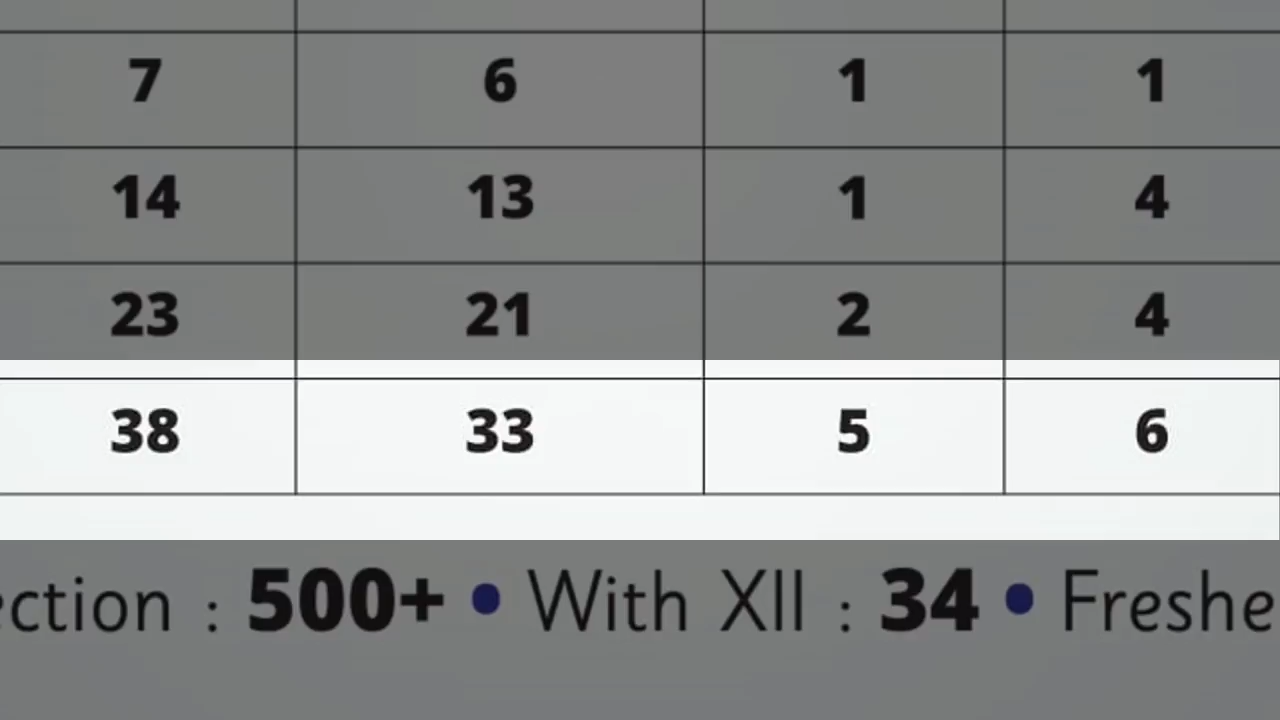 7 6 1 1
14 13 1 4
23 21 2 4
38 33 5 6
ction : 500+ • With XII : 34 • Freshe